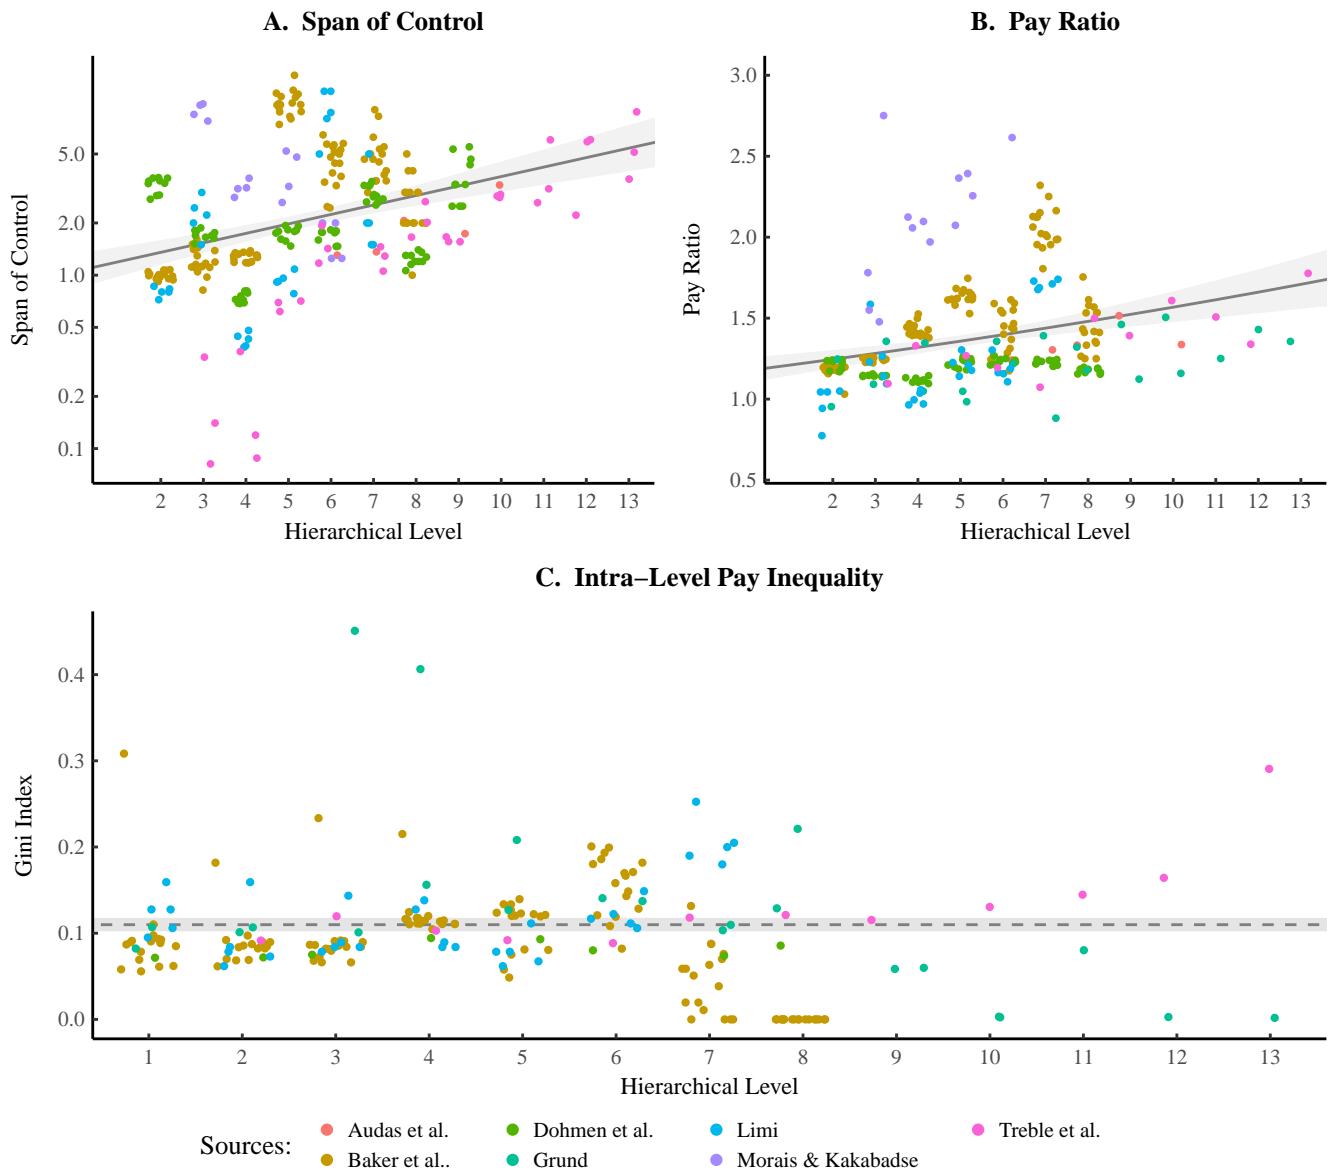 A.  Span of Control
B.  Pay Ratio
Span of Control
5.0
2.0
1.0
0.5
0.2
0.1
2 3 4 5 6 7 8 9 10 11 12 13
Hierarchical Level
Pay Ratio
3.0
2.5
2.0
1.5
1.0
0.5
2 3 4 5 6 7 8 9 10 11 12 13
Hierachical Level
C.  Intra−Level Pay Inequality
Gini Index
0.4
0.3
0.2
0.1
0.0
1 2 3 4 5 6 7 8 9 10 11 12 13
Hierarchical Level
Sources:
Audas et al. Dohmen et al. Limi Treble et al.
Baker et al.. Grund Morais & Kakabadse